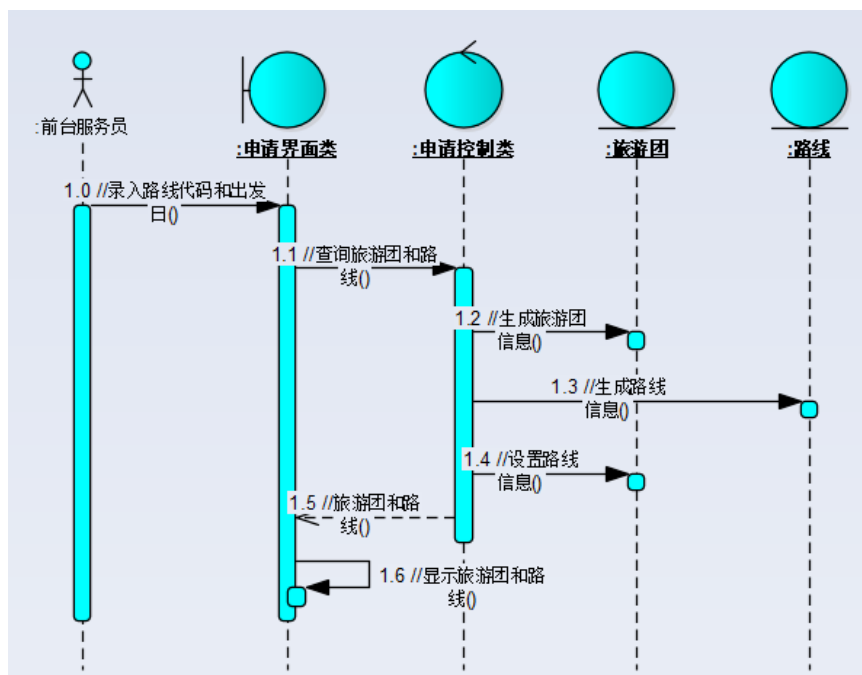 :前台服务员
:申请界面类
:申请控制类
:旅游团
:路线
1.0 //录入路线代码和出发
日()
1.1 //查询旅游团和路
线()
1.2 //生成旅游团
信息()
1.3 //生成路线
信息()
1.4 //设置路线
信息()
1.5 //旅游团和路
线()
1.6 //显示旅游团和路
线()